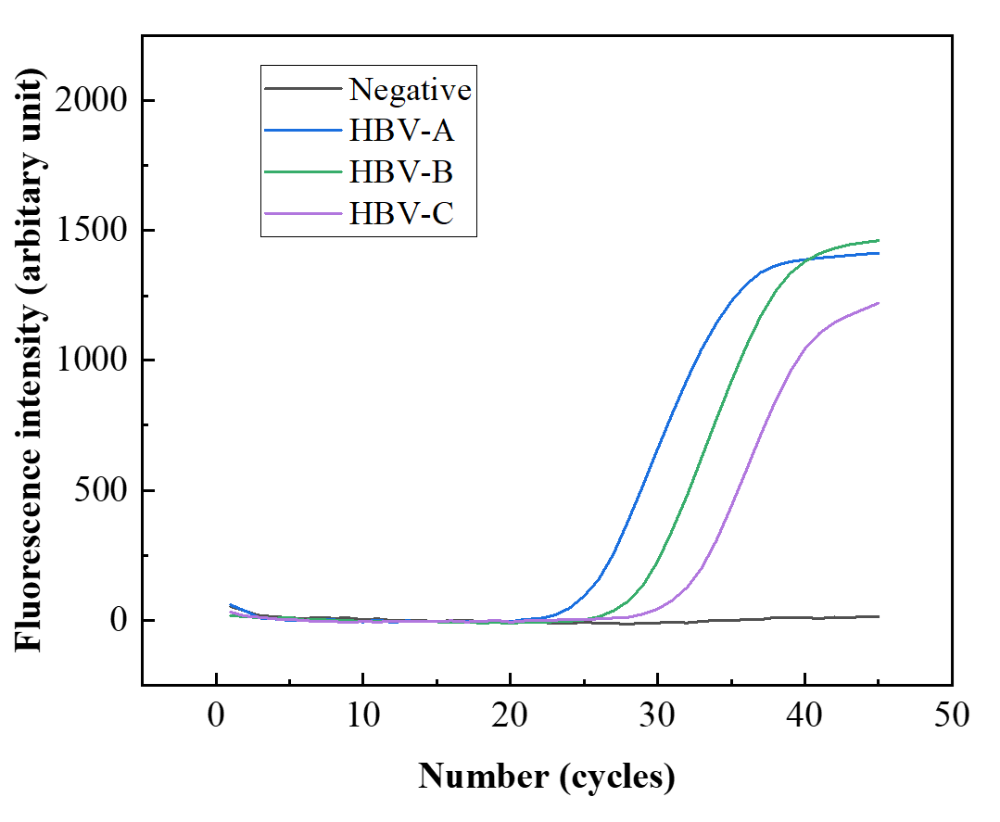 Fluorescence intensity (arbitary unit)
2000
1500
1000
500
0
Negative
HBV-A
HBV-B
HBV-C
0 10 20 30 40 50
Number (cycles)